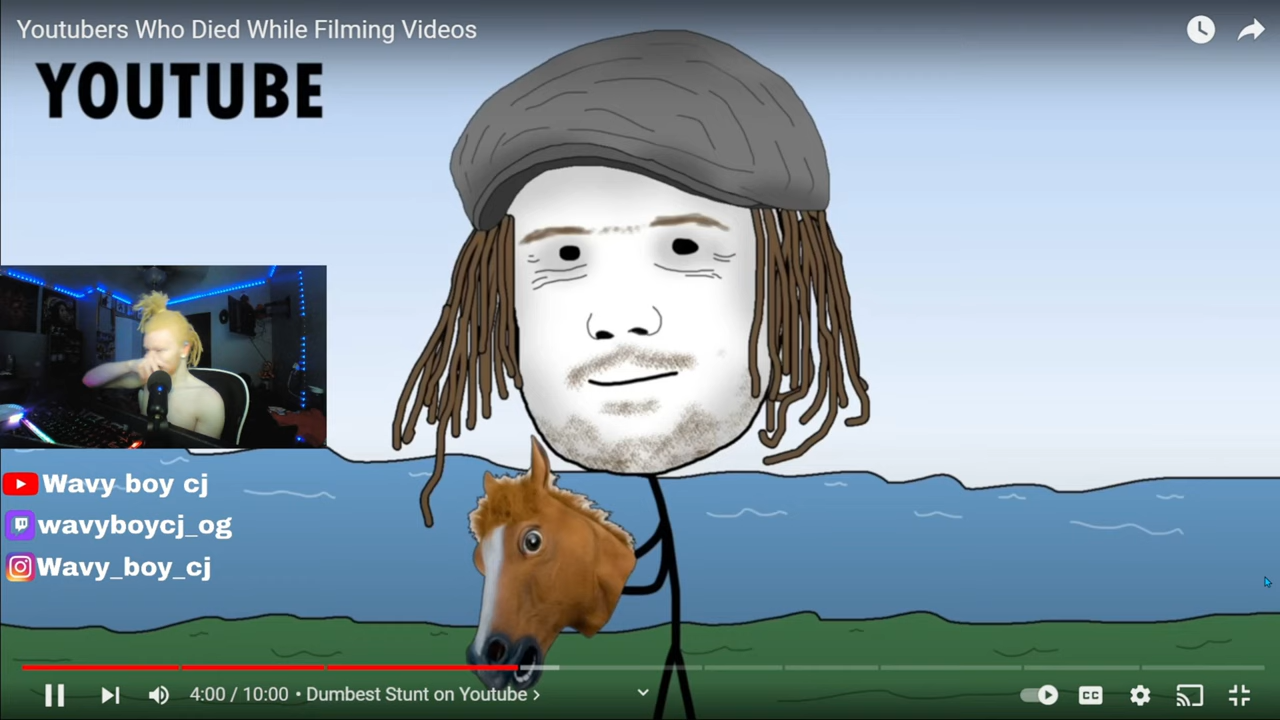 Youtubers Who Died While Filming Videos
YOUTUBE
Wavy boy cj
wavyboycj_og
Wavy_boy_cj
4:00 / 10:00 • Dumbest Stunt on Youtube ›
CC